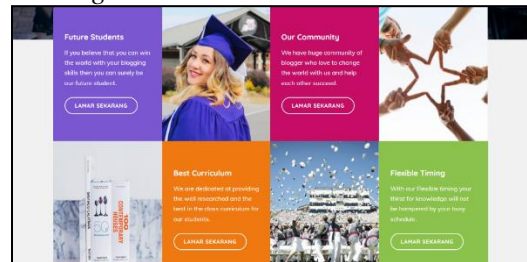 Future Students
If you believe that you can win
the world with your blogging
skills then you can surely be
our future student.
LAMAR SEKARANG
Our Community
We have huge community of
blogger who love to change
the world with us and help
each other succeed.
LAMAR SEKARANG
100
CONTEMPORARY
HOUSES
Best Curriculum
We are dedicated at providing
the well researched and the
best in the class curriculum for
our students.
LAMAR SEKARANG
Flexible Timing
With our Flexible timing your
thirst for knowledge will not
be hampered by your busy
schedule.
LAMAR SEKARANG